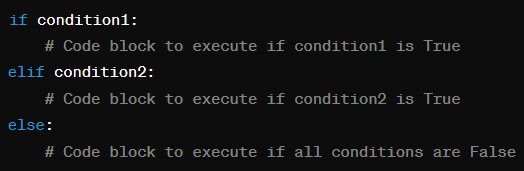 if condition1:
    # Code block to execute if condition1 is True
elif condition2:
    # Code block to execute if condition2 is True
else:
    # Code block to execute if all conditions are False